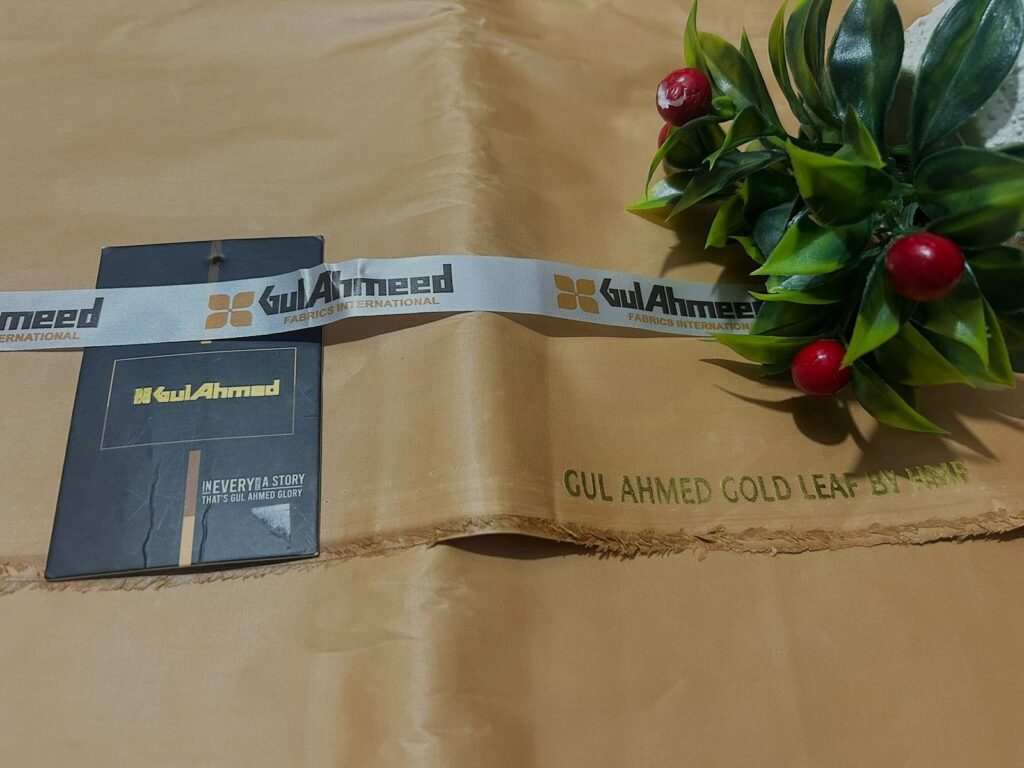 meed
ERNATIONAL
GulAhmeed
FABRICS INTERNATIONAL
GulAhmeed
FABRICS INTERNATIONAL
GulAhmed
IN EVERY A STORY
THAT'S GUL AHMED GLORY
GUL AHMED GOLD LEAF BY HMF